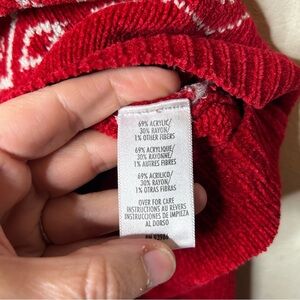 69% ACRYLIC/
30% RAYON/
1% OTHER FIBERS
69% ACRYLIQUE/
30% RAYONNE/
1% AUTRES FIBRES
69% ACRILICO/
30% RAYON/
1% OTRAS FIBRAS
OVER FOR CARE
INSTRUCTIONS AU REVERS
INSTRUCCIONES DE LIMPIEZA
AL DORSO
RN